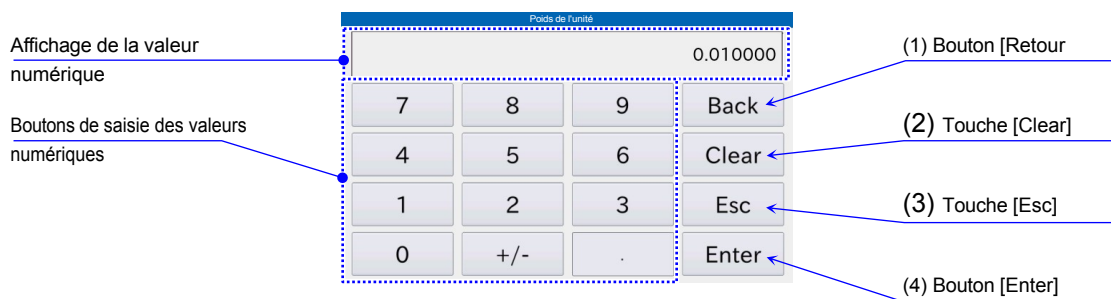 Poids de l'unité
Affichage de la valeur
numérique
0.010000
(1) Bouton [Retour
7 8 9 Back
Boutons de saisie des valeurs
numériques
(2) Touche [Clear]
4 5 6 Clear
1 2 3 Esc
(3) Touche [Esc]
0 +/- . Enter
(4) Bouton [Enter]